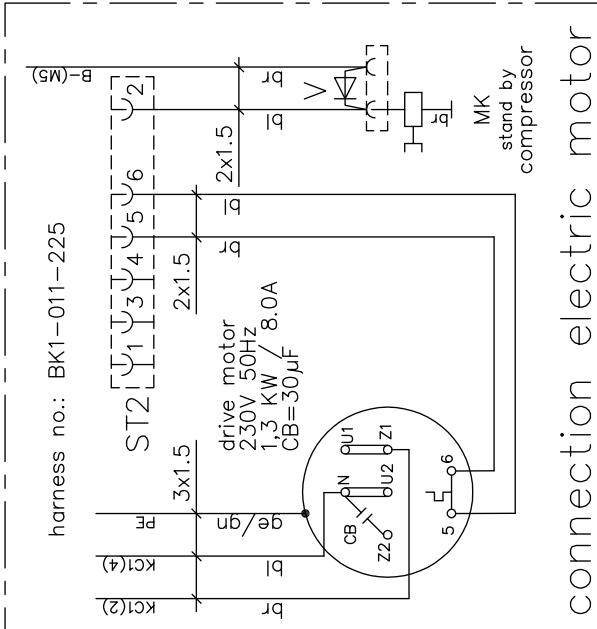 harness no.: BK1-011-225
ST2
1
3
4
5
6
2
B-(M5)
br
bl
2x1.5
V
br
MK
stand by
compressor
bl
br
2x1.5
drive motor
230V 50Hz
1,3 KW / 8.0A
CB=30µF
3x1.5
PE
ge/gn
KC1(4)
bl
KC1(2)
br
U1
Z1
N
U2
CB
Z2
5
6
connection electric motor